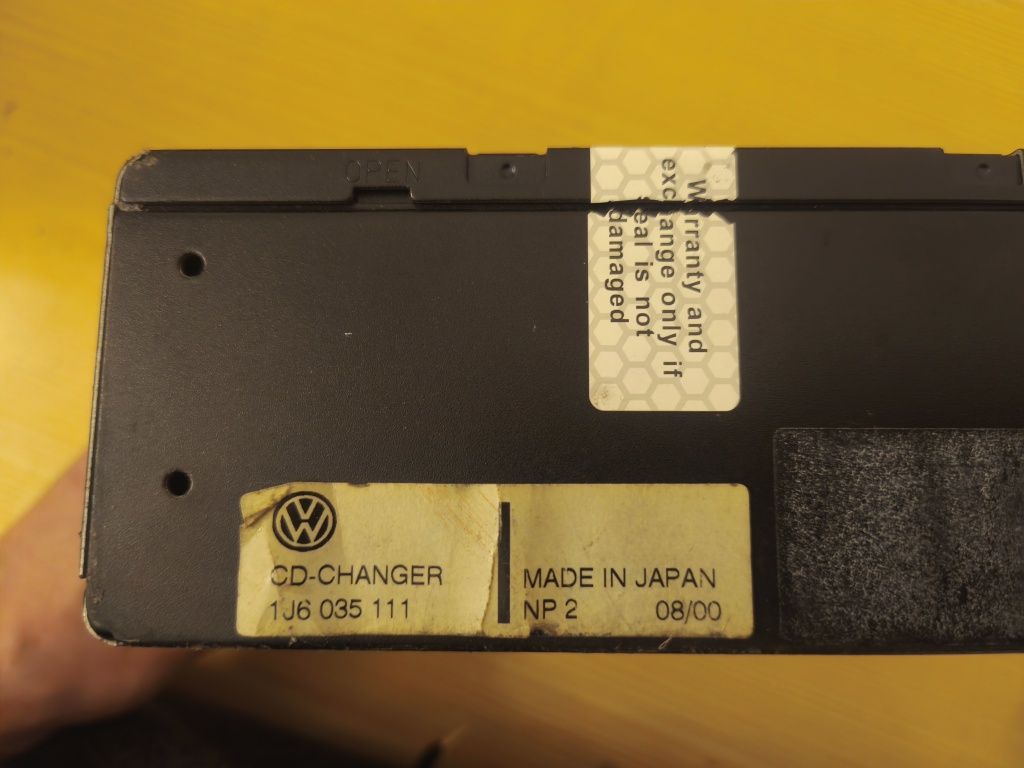 OPEN
Warranty and
exchange only if
seal is not
damaged
CD-CHANGER
1J6 035 111
MADE IN JAPAN
NP 2 08/00